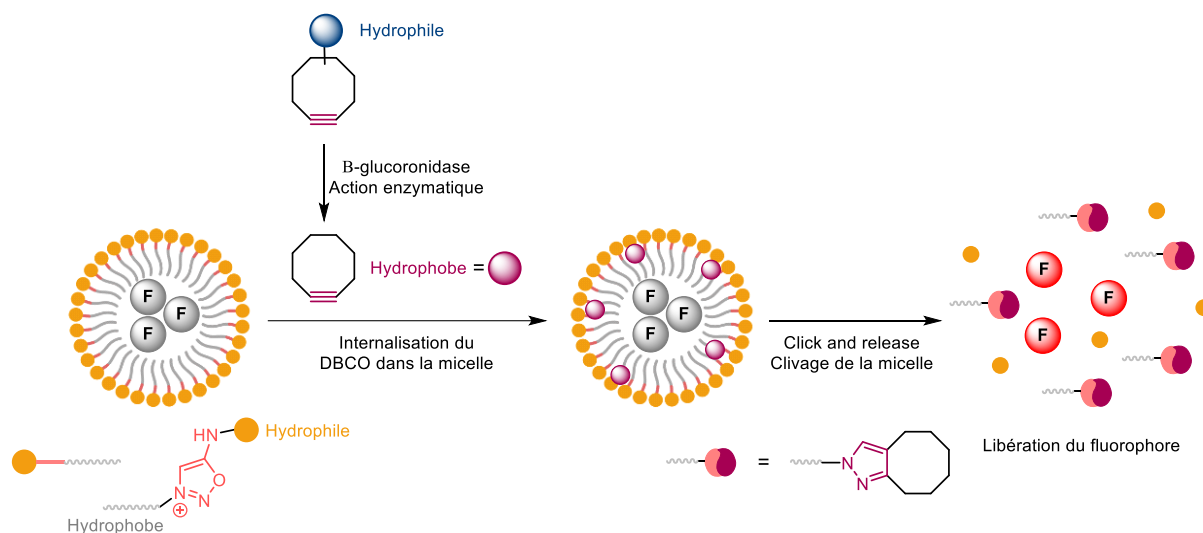 Hydrophile
Β-glucoronidase
Action enzymatique
Hydrophobe =
F
F
F
Internalisation du
DBCO dans la micelle
F
F
F
Click and release
Clivage de la micelle
F
F
F
Libération du fluorophore
HN
Hydrophile
O
N
N
⊕
Hydrophobe
=
N
N